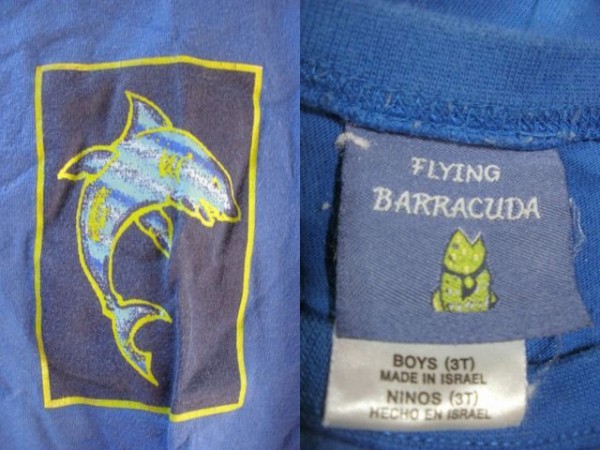 FLYING
BARRACUDA
BOYS (3T)
MADE IN ISRAEL
NINOS (3T)
HECHO EN ISRAEL